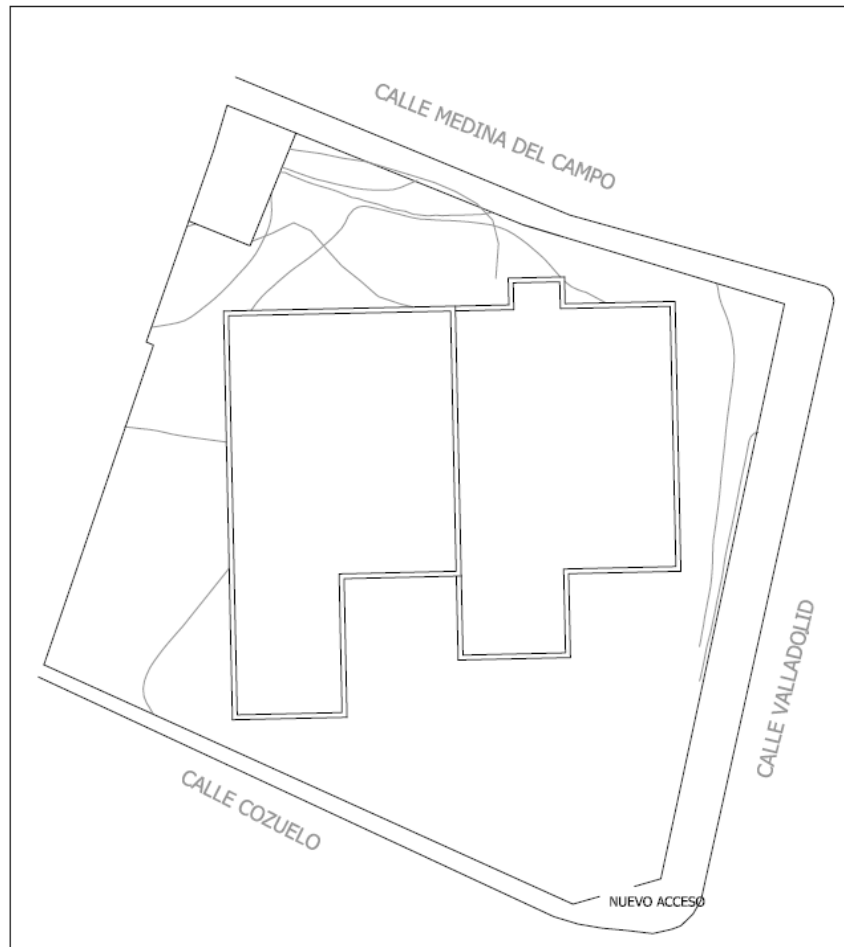 CALLE MEDINA DEL CAMPO
CALLE VALLADOLID
CALLE COZUELO
NUEVO ACCESO